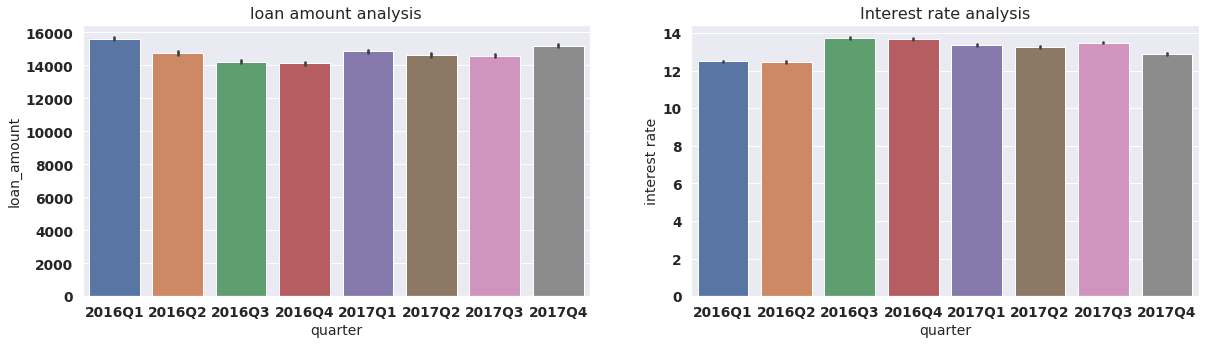 loan amount analysis
16000
14000
12000
10000
8000
6000
4000
2000
0
loan_amount
2016Q1 2016Q2 2016Q3 2016Q4 2017Q1 2017Q2 2017Q3 2017Q4
quarter
Interest rate analysis
14
12
10
8
6
4
2
0
interest rate
2016Q1 2016Q2 2016Q3 2016Q4 2017Q1 2017Q2 2017Q3 2017Q4
quarter